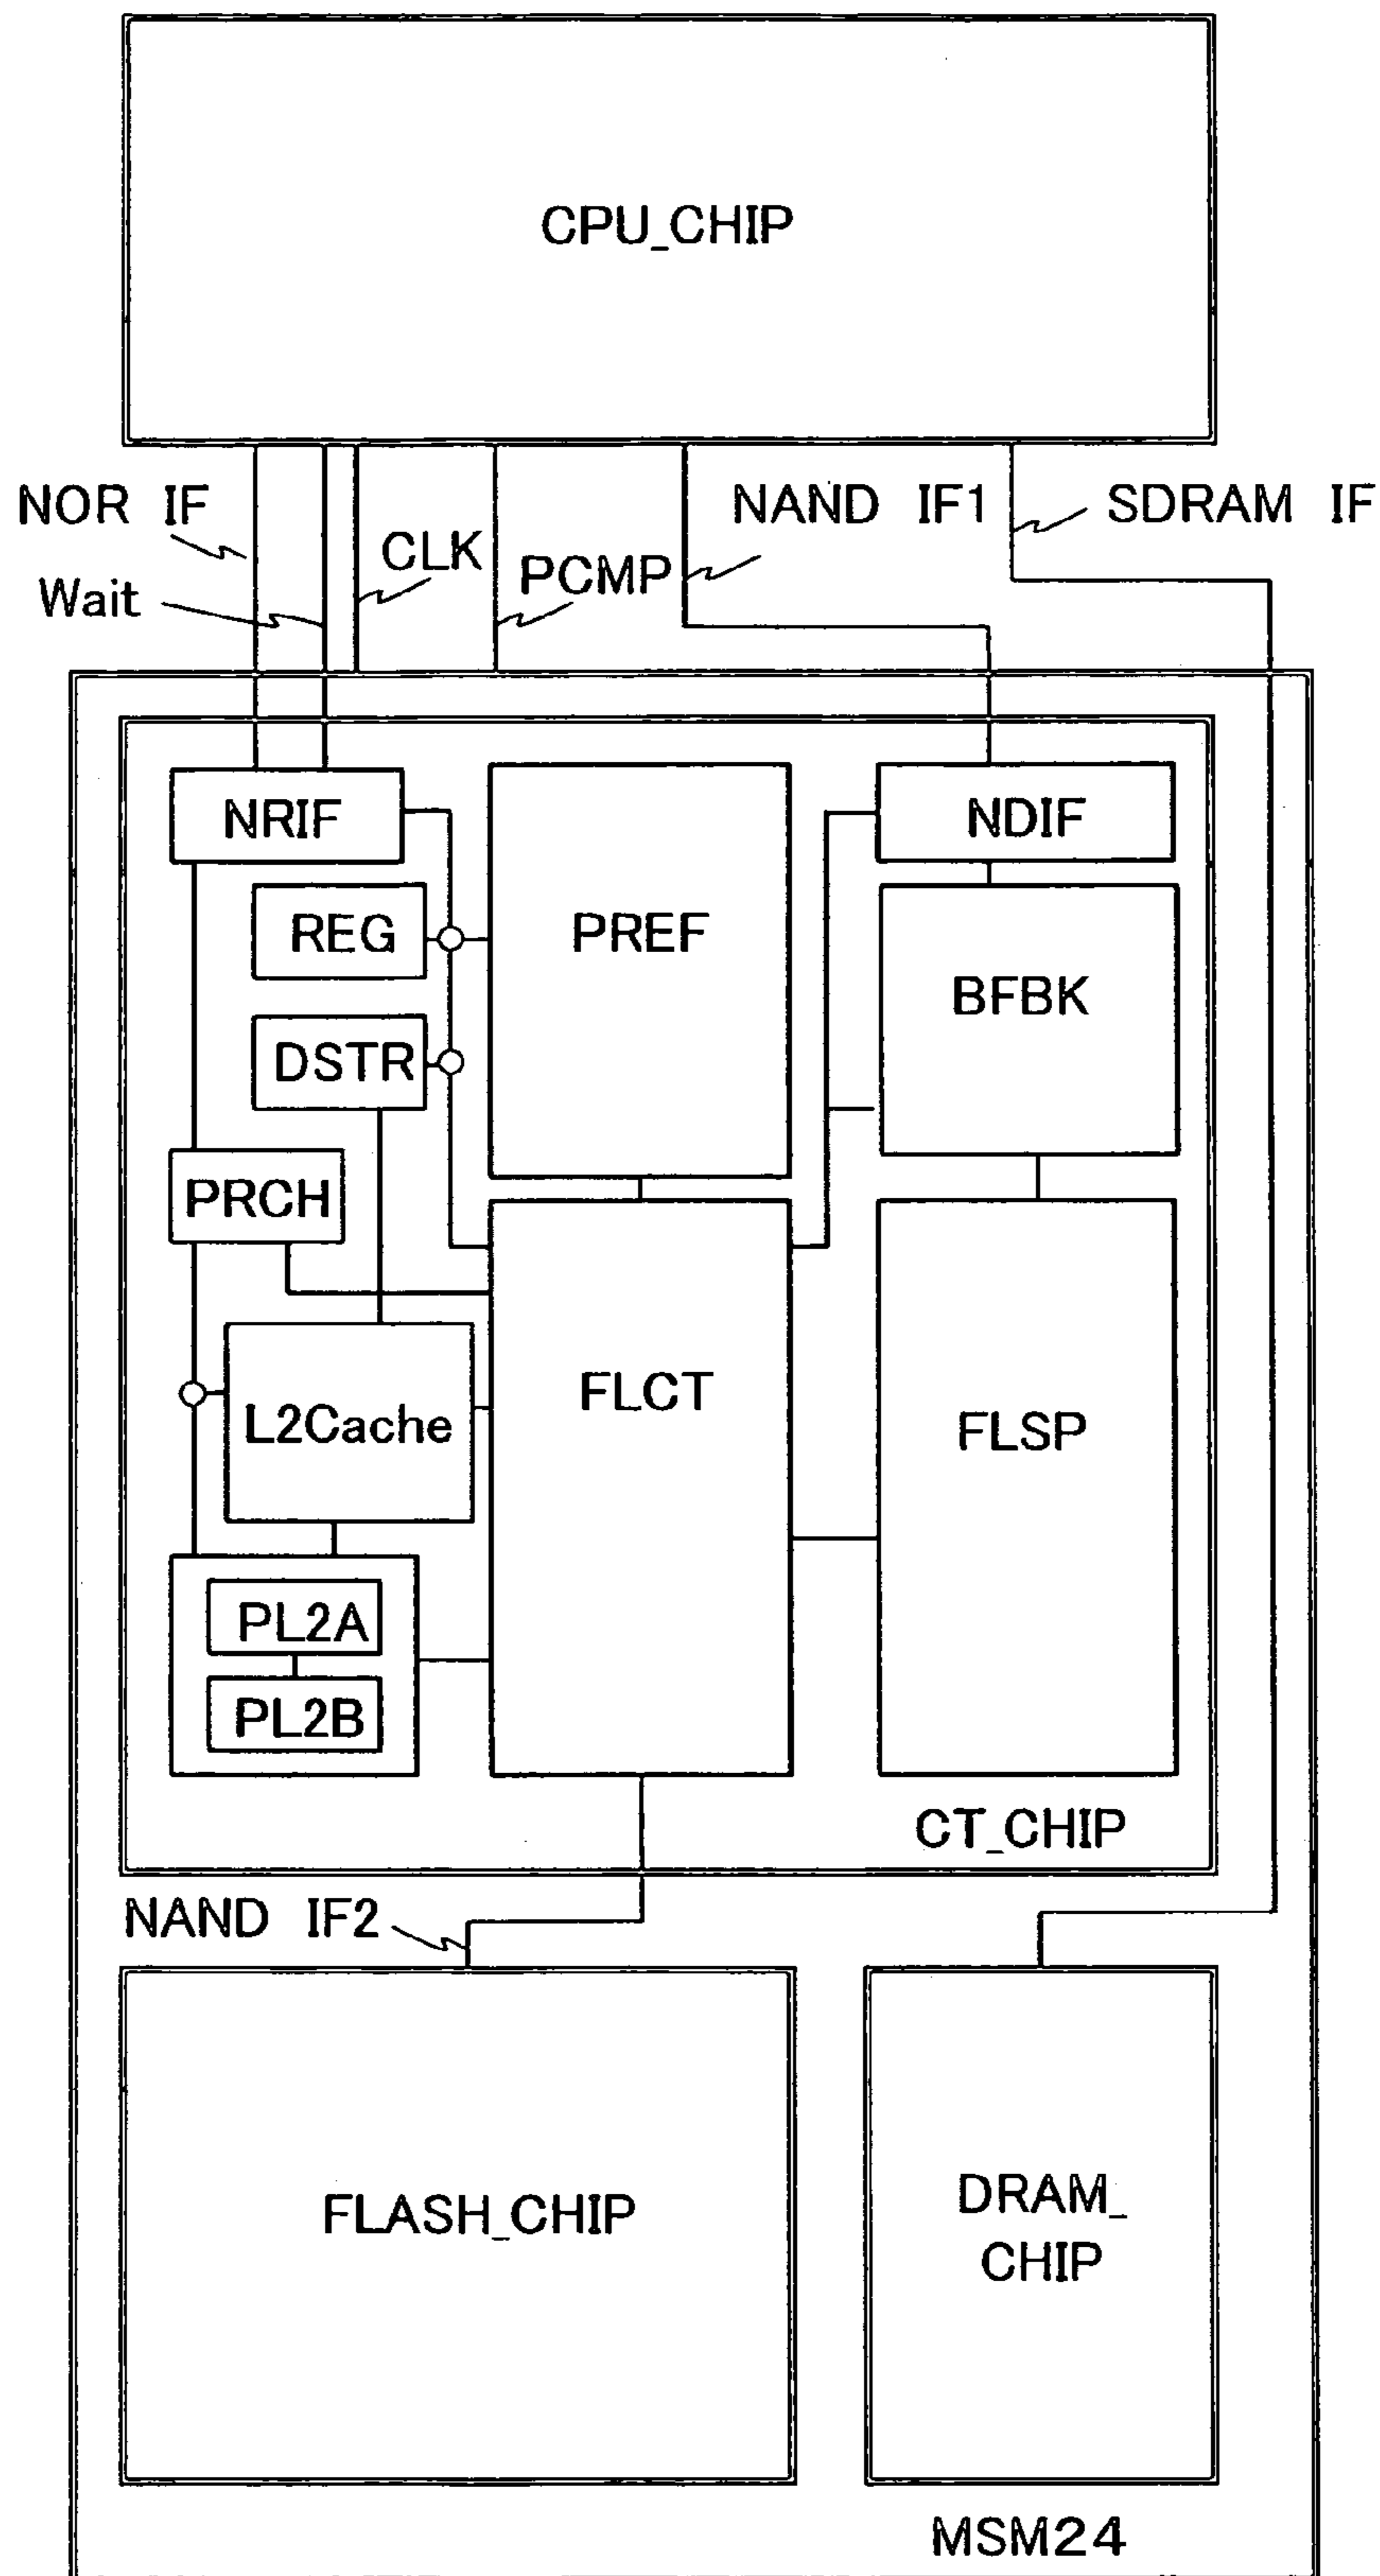 CPU_CHIP
NOR IF
Wait
CLK
PCMP
NAND IF1
SDRAM IF
NRIF
PREF
NDIF
REG
BFBK
DSTR
PRCH
FLCT
L2Cache
FLSP
PL2A
PL2B
CT_CHIP
NAND IF2
FLASH_CHIP
DRAM_
CHIP
MSM24